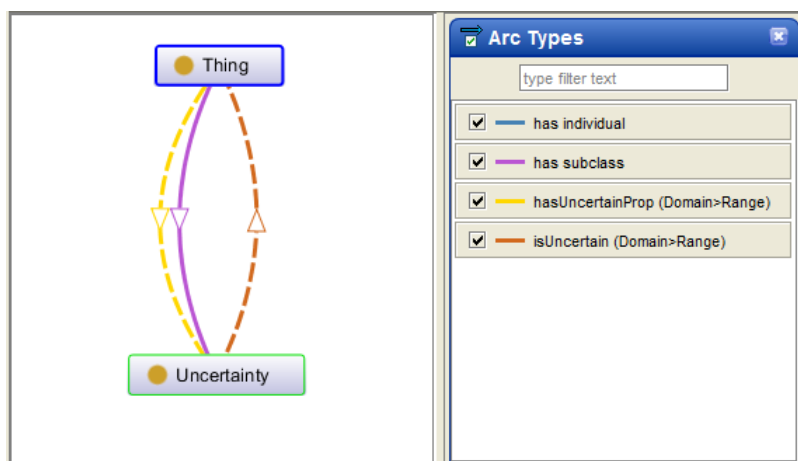 Thing
Uncertainty
Arc Types
type filter text
has individual
has subclass
hasUncertainProp (Domain>Range)
isUncertain (Domain>Range)